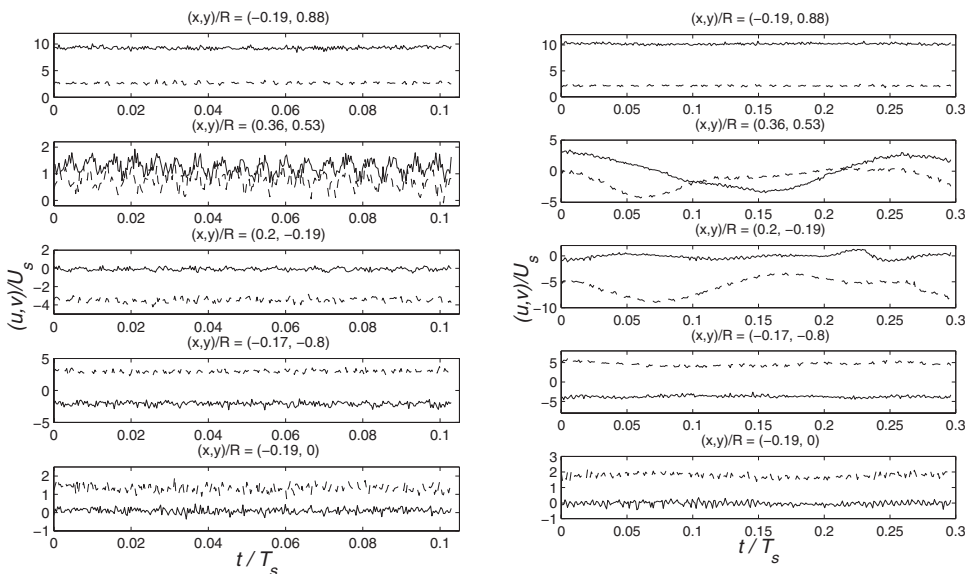 (x,y)/R = (−0.19, 0.88)
10
5
0
0 0.02 0.04 0.06 0.08 0.1
(x,y)/R = (0.36, 0.53)
2
1
0
0 0.02 0.04 0.06 0.08 0.1
(x,y)/R = (0.2, −0.19)
2
0
−2
−4
0 0.02 0.04 0.06 0.08 0.1
(x,y)/R = (−0.17, −0.8)
5
0
−5
0 0.02 0.04 0.06 0.08 0.1
(x,y)/R = (−0.19, 0)
2
1
0
−1
0 0.02 0.04 0.06 0.08 0.1
t / T_s
(u,v)/U_s
(x,y)/R = (−0.19, 0.88)
10
5
0
0 0.05 0.1 0.15 0.2 0.25 0.3
(x,y)/R = (0.36, 0.53)
5
0
−5
0 0.05 0.1 0.15 0.2 0.25 0.3
(x,y)/R = (0.2, −0.19)
0
−5
−10
0 0.05 0.1 0.15 0.2 0.25 0.3
(x,y)/R = (−0.17, −0.8)
5
0
−5
0 0.05 0.1 0.15 0.2 0.25 0.3
(x,y)/R = (−0.19, 0)
3
2
1
0
−1
0 0.05 0.1 0.15 0.2 0.25 0.3
t / T_s
(u,v)/U_s